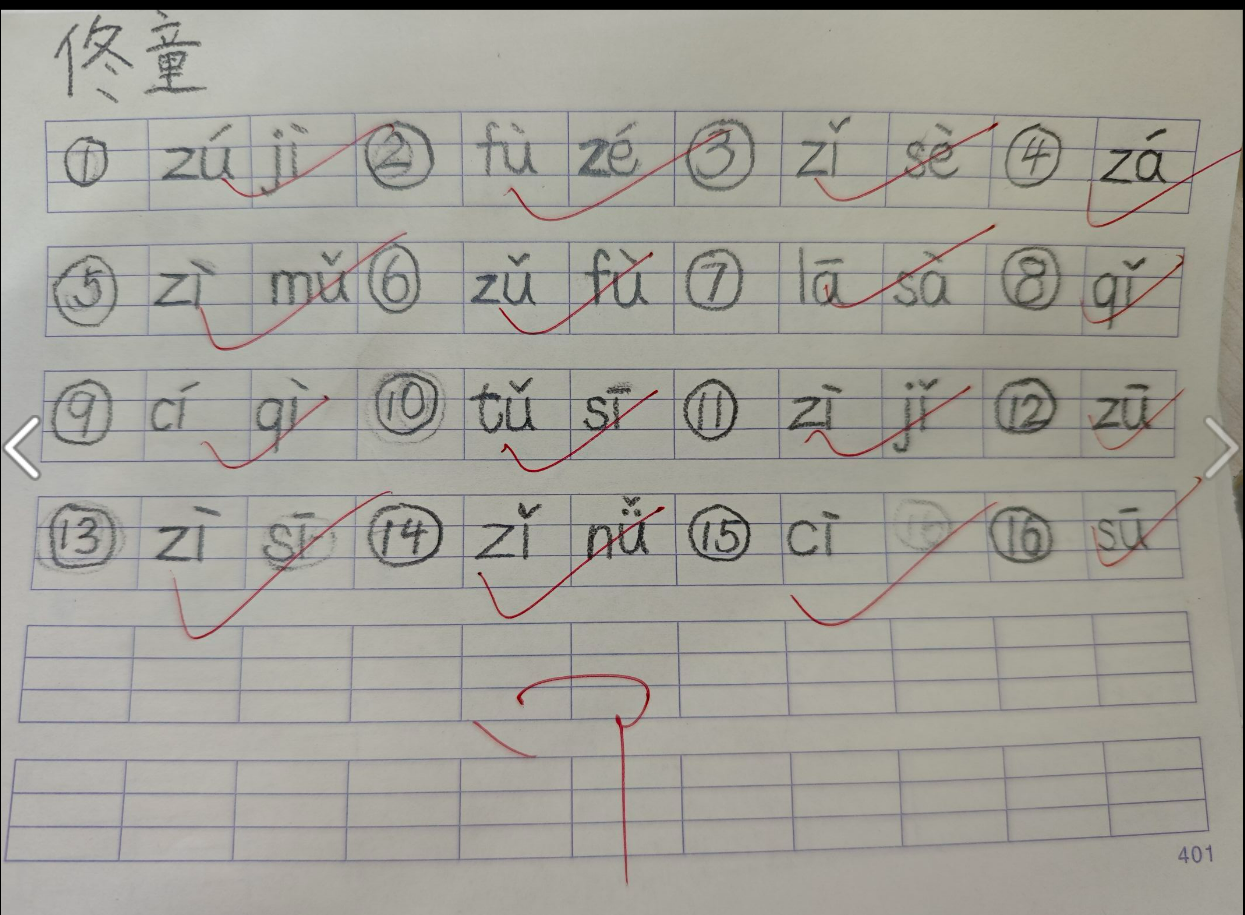 佟童
① zú jì ② fù zé ③ zǐ sè ④ zá
⑤ zì mǔ ⑥ zǔ fù ⑦ lā sà ⑧ qǐ
⑨ cí qì ⑩ tǔ sī ⑪ zì jǐ ⑫ zū
⑬ zì sī ⑭ zǐ nǚ ⑮ cì ⑯ sū
401